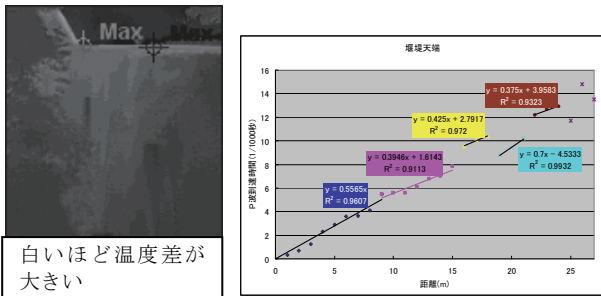 Max
Max
白いほど温度差が
大きい
堰堤天端
P波到達時間(1/1000秒)
16
14
12
10
8
6
4
2
0
y = 0.375x + 3.9583
R² = 0.9323
y = 0.425x + 2.7917
R² = 0.972
y = 0.3946x + 1.6143
R² = 0.9113
y = 0.7x - 4.5333
R² = 0.9932
y = 0.5565x
R² = 0.9607
0 5 10 15 20 25
距離(m)